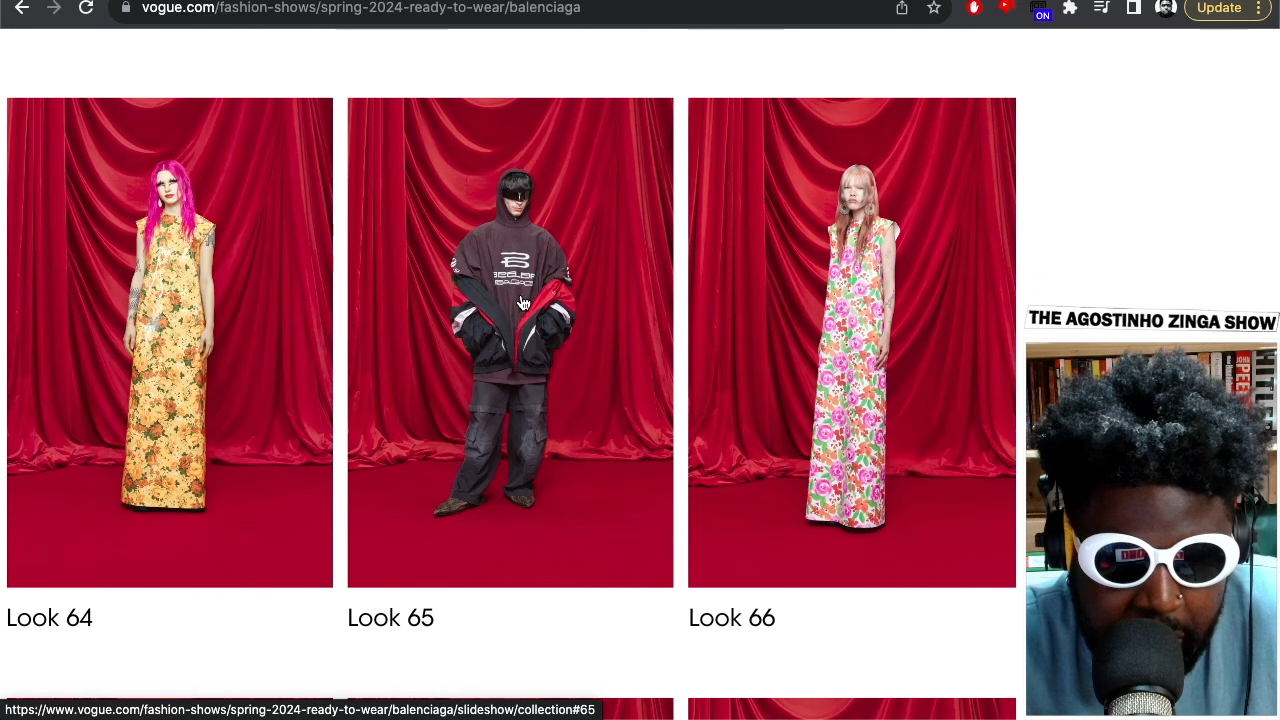 vogue.com/fashion-shows/spring-2024-ready-to-wear/balenciaga
ON
Update
THE AGOSTINHO ZINGA SHOW
Look 64
Look 65
Look 66
https://www.vogue.com/fashion-shows/spring-2024-ready-to-wear/balenciaga/slideshow/collection#65